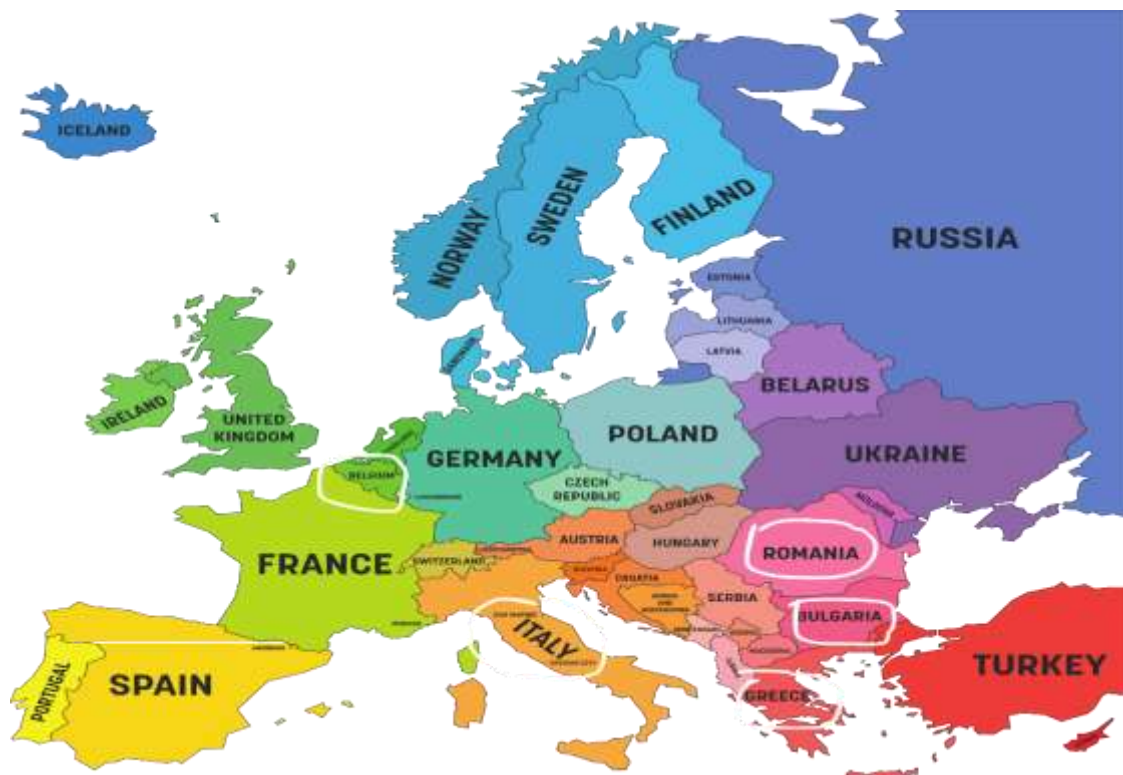 ICELAND
NORWAY
SWEDEN
FINLAND
RUSSIA
ESTONIA
LITHUANIA
LATVIA
BELARUS
IRELAND
UNITED
KINGDOM
BELGIUM
GERMANY
POLAND
UKRAINE
CZECH
REPUBLIC
SLOVAKIA
MOLDOVA
FRANCE
SWITZERLAND
AUSTRIA
HUNGARY
ROMANIA
CROATIA
SERBIA
BULGARIA
ITALY
PORTUGAL
SPAIN
GREECE
TURKEY